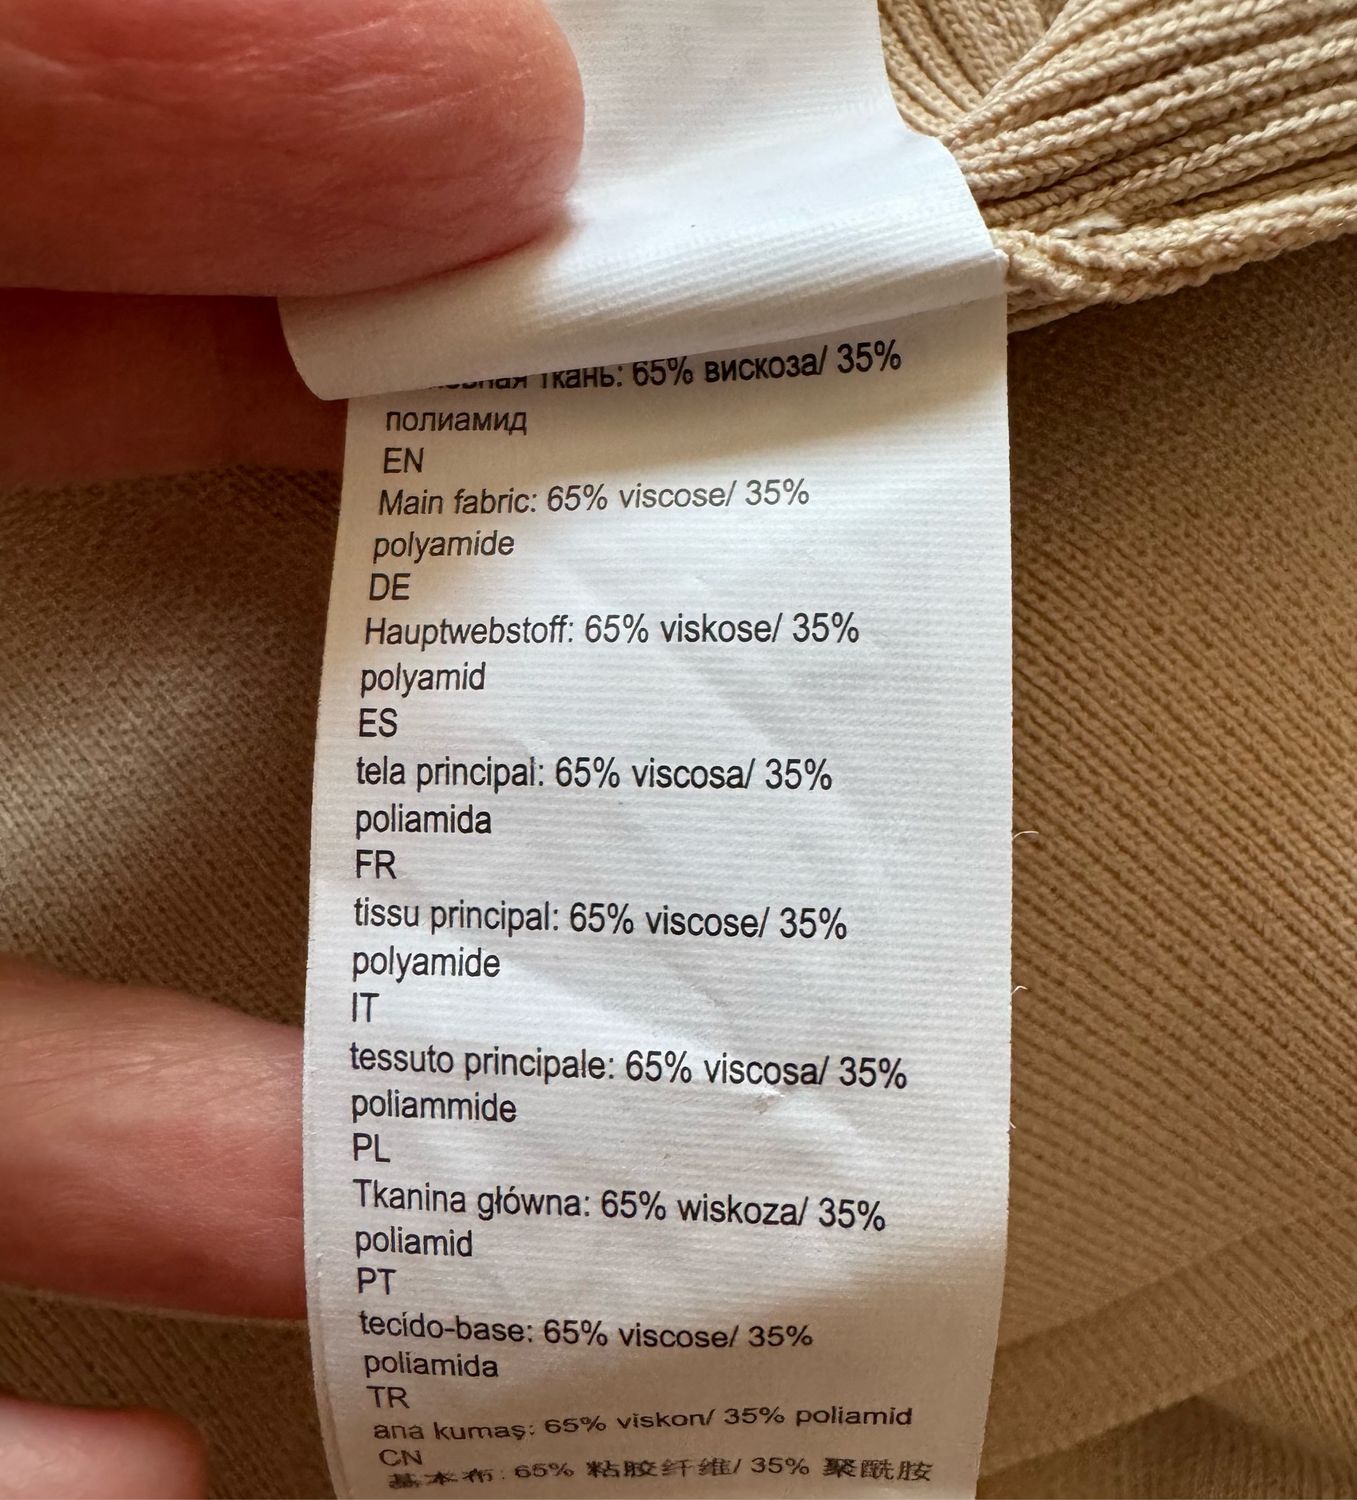 ткань: 65% вискоза/ 35%
полиамид
EN
Main fabric: 65% viscose/ 35%
polyamide
DE
Hauptwebstoff: 65% viskose/ 35%
polyamid
ES
tela principal: 65% viscosa/ 35%
poliamida
FR
tissu principal: 65% viscose/ 35%
polyamide
IT
tessuto principale: 65% viscosa/ 35%
poliammide
PL
Tkanina główna: 65% wiskoza/ 35%
poliamid
PT
tecido-base: 65% viscose/ 35%
poliamida
TR
ana kumaş: 65% viskon/ 35% poliamid
CN
基本布: 65% 粘胶纤维/ 35% 聚酰胺